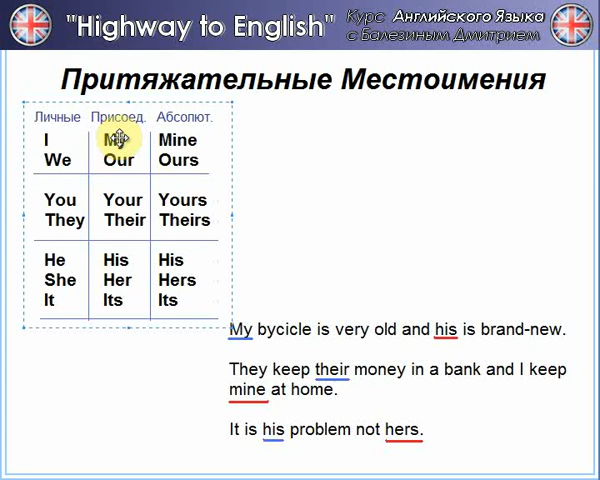 "Highway to English" Курс Английского Языка
с Балезиным Дмитрием
Притяжательные Местоимения
Личные Присоед. Абсолют.
I My Mine
We Our Ours
You Your Yours
They Their Theirs
He His His
She Her Hers
It Its Its
My bycicle is very old and his is brand-new.
They keep their money in a bank and I keep
mine at home.
It is his problem not hers.